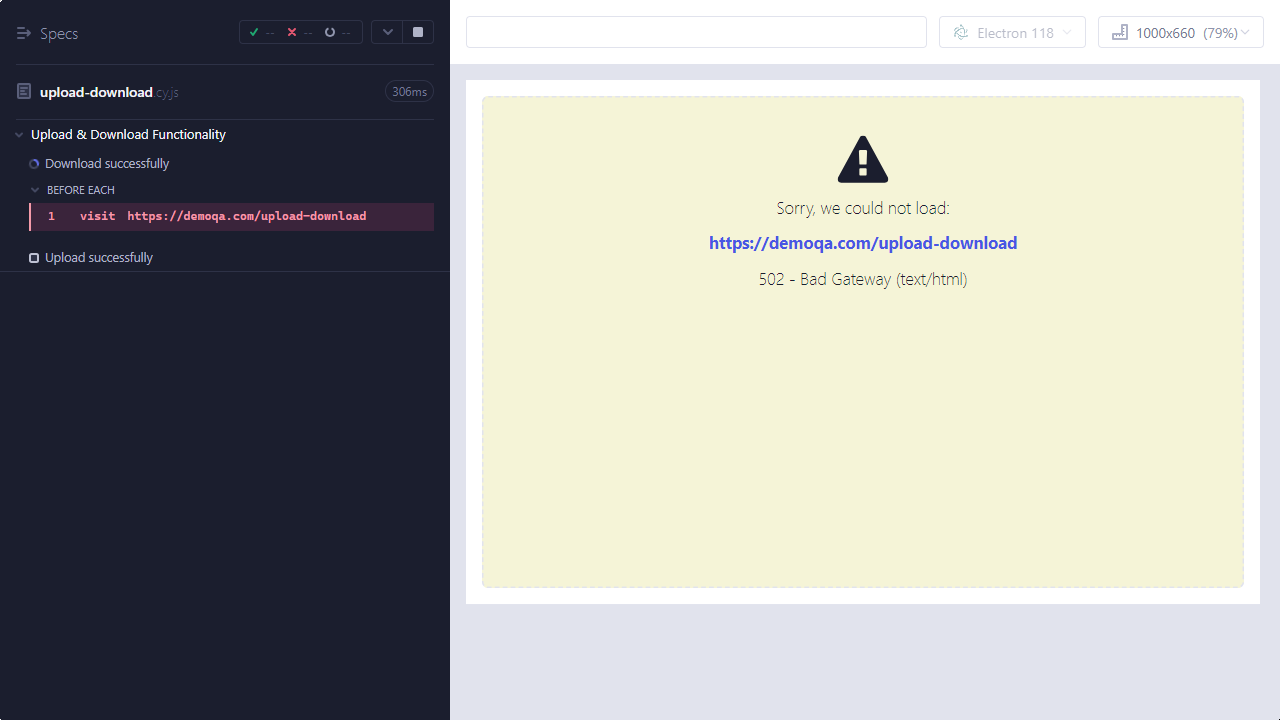 Specs
-- -- --
Electron 118
1000x660 (79%)
upload-download.cy.js
306ms
Upload & Download Functionality
Download successfully
BEFORE EACH
1 visit https://demoqa.com/upload-download
Upload successfully
Sorry, we could not load:
https://demoqa.com/upload-download
502 - Bad Gateway (text/html)